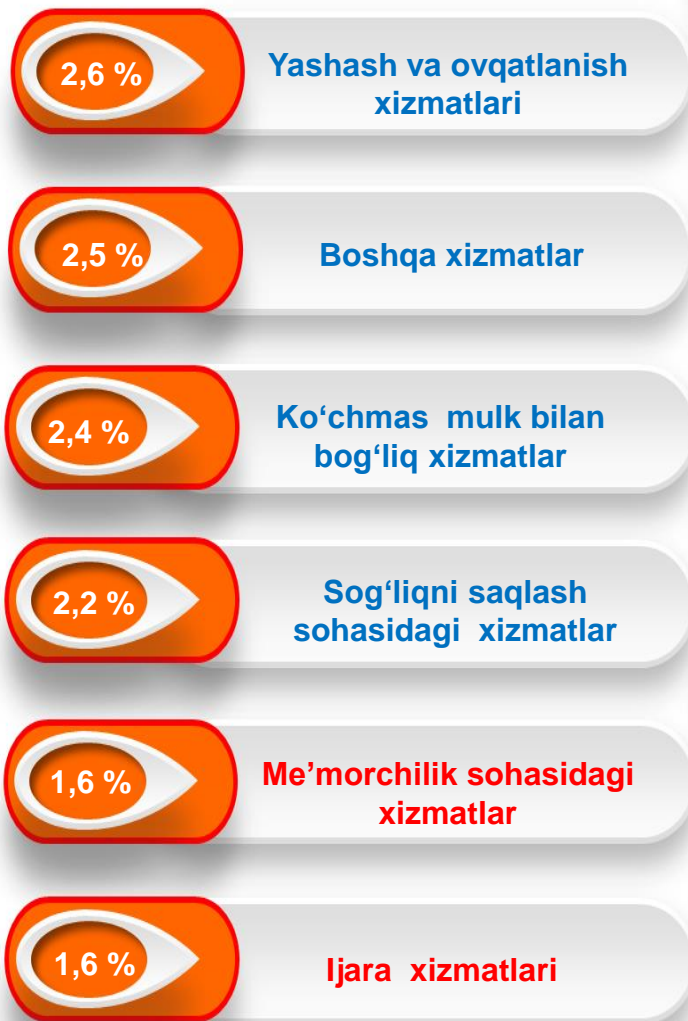 2,6 %
Yashash va ovqatlanish
xizmatlari
2,5 %
Boshqa xizmatlar
2,4 %
Ko‘chmas mulk bilan
bog‘liq xizmatlar
2,2 %
Sog‘liqni saqlash
sohasidagi xizmatlar
1,6 %
Me’morchilik sohasidagi
xizmatlar
1,6 %
Ijara xizmatlari